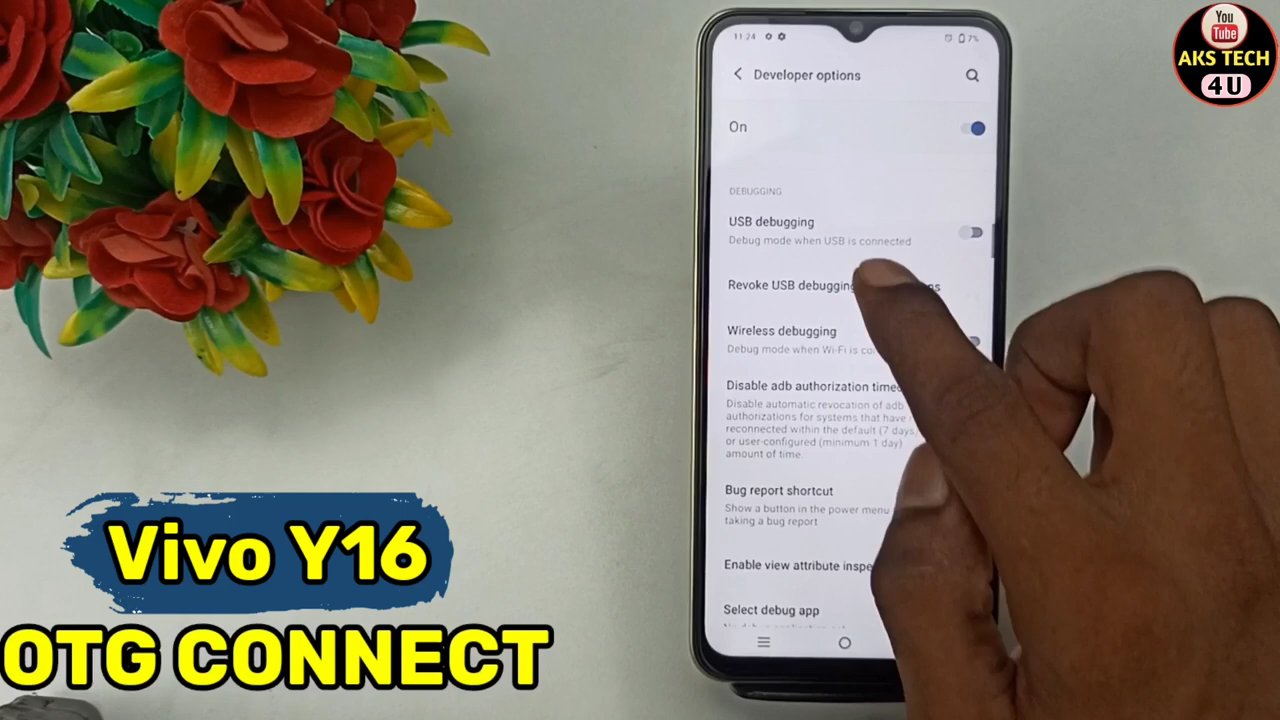 You
Tube
AKS TECH
4 U
11:24
7%
Developer options
On
DEBUGGING
USB debugging
Debug mode when USB is connected
Revoke USB debugging
Wireless debugging
Debug mode when Wi-Fi is
Disable adb authorization
Disable automatic revocation of adb
authorizations for systems that have
reconnected within the default (7 days)
or user-configured (minimum 1 day)
amount of time
Bug report shortcut
Show a button in the power menu
taking a bug report
Enable view attribute
Select debug app
Vivo Y16
OTG CONNECT